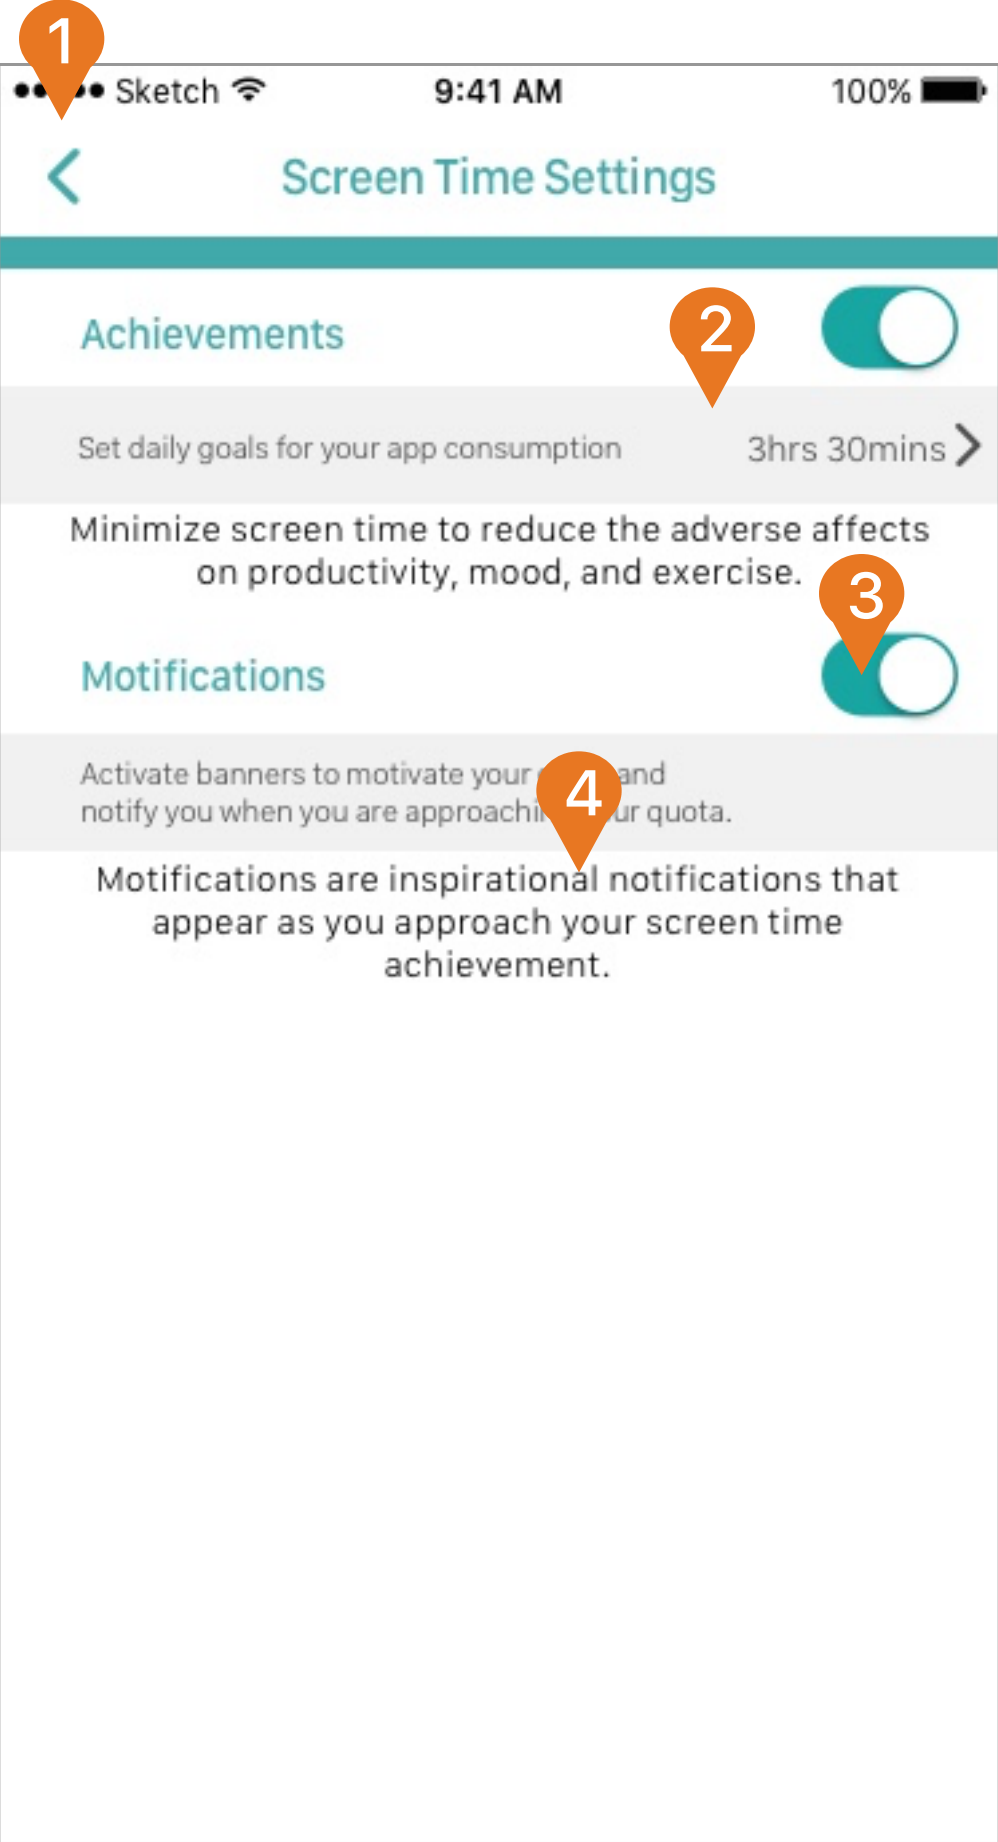 1
Sketch 9:41 AM 100%
Screen Time Settings
Achievements
2
Set daily goals for your app consumption 3hrs 30mins
Minimize screen time to reduce the adverse affects
on productivity, mood, and exercise.
3
Motifications
Activate banners to motivate your and
notify you when you are quota.
4
Motifications are inspirational notifications that
appear as you approach your screen time
achievement.